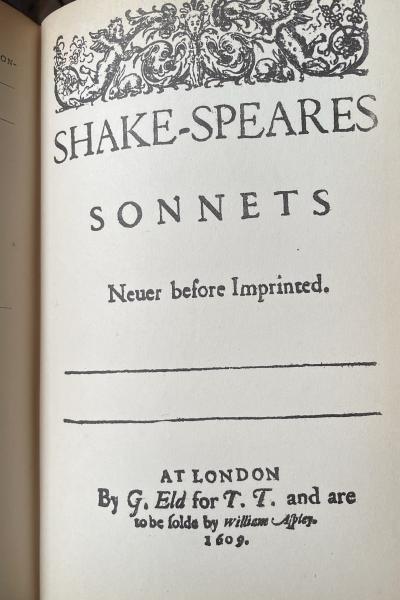 ON-
SHAKE-SPEARES
SONNETS
Neuer before Imprinted.
AT LONDON
By G. Eld for T. T. and are
to be ſolde by William Aſpley.
1609.